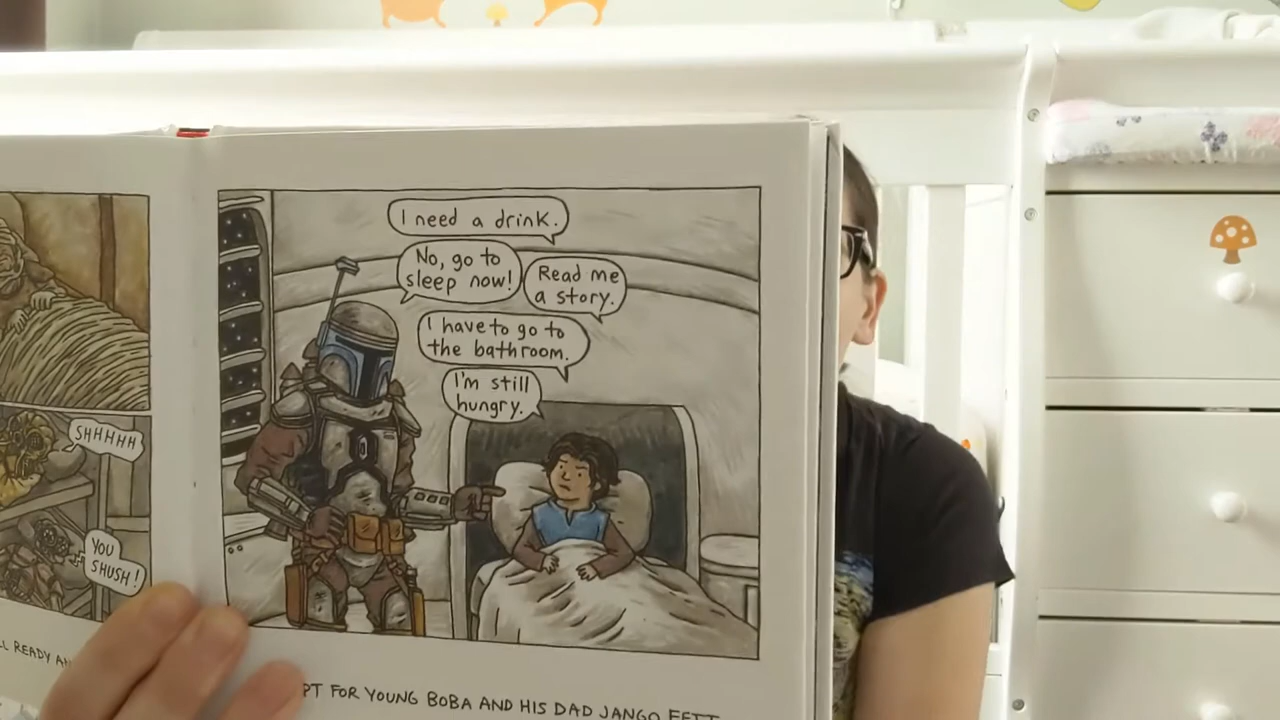 SHHHHH
YOU
SHUSH!
LL READY
I need a drink.
No, go to
sleep now!
Read me
a story.
I have to go to
the bathroom.
I'm still
hungry.
PT FOR YOUNG BOBA AND HIS DAD JANGO FETT